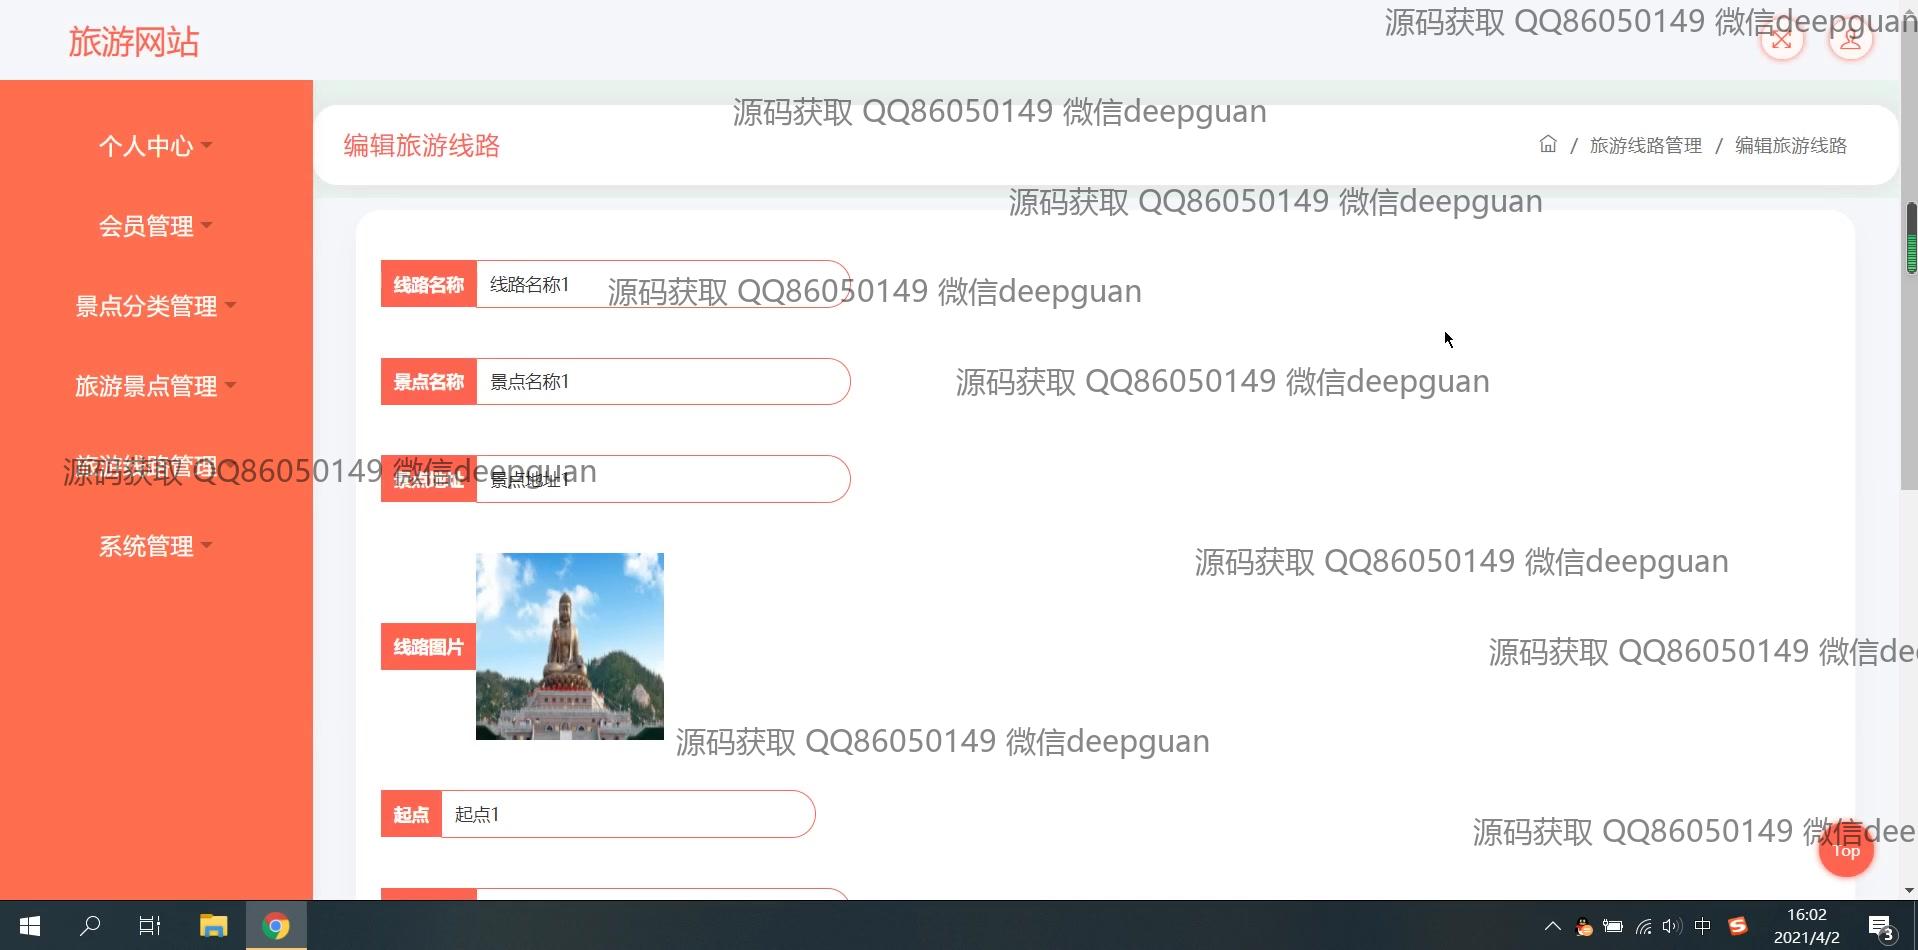 源码获取 QQ86050149 微信deepguan
旅游网站
源码获取 QQ86050149 微信deepguan
个人中心
编辑旅游线路
/ 旅游线路管理 / 编辑旅游线路
源码获取 QQ86050149 微信deepguan
会员管理
线路名称 线路名称1
源码获取 QQ86050149 微信deepguan
景点分类管理
景点名称 景点名称1
源码获取 QQ86050149 微信deepguan
旅游景点管理
旅游线路管理
源码获取 QQ86050149 微信deepguan
景点地址 景点地址1
系统管理
源码获取 QQ86050149 微信deepguan
线路图片
源码获取 QQ86050149 微信dee
源码获取 QQ86050149 微信deepguan
起点 起点1
源码获取 QQ86050149 微信dee
Top
中
16:02
2021/4/2
3